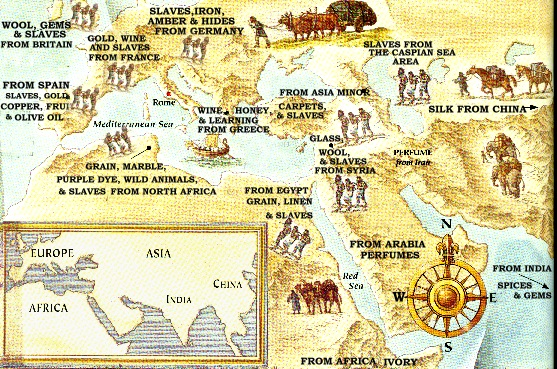 WOOL, GEMS
& SLAVES
FROM BRITAIN
SLAVES, IRON,
AMBER & HIDES
FROM GERMANY
GOLD, WINE
AND SLAVES
FROM FRANCE
SLAVES FROM
THE CASPIAN SEA
AREA
FROM SPAIN
SLAVES, GOLD,
COPPER, FRUI
& OLIVE OIL
Rome
Mediterranean Sea
WINE, HONEY,
& LEARNING
FROM GREECE
FROM ASIA MINOR
CARPETS,
& SLAVES
SILK FROM CHINA
GLASS,
WOOL,
& SLAVES
FROM SYRIA
PERFUME
from Iran
GRAIN, MARBLE,
PURPLE DYE, WILD ANIMALS,
& SLAVES FROM NORTH AFRICA
FROM EGYPT
GRAIN, LINEN
& SLAVES
FROM ARABIA
PERFUMES
Red
Sea
N
W
E
S
FROM INDIA
SPICES
& GEMS
FROM AFRICA IVORY
EUROPE
ASIA
CHINA
INDIA
AFRICA